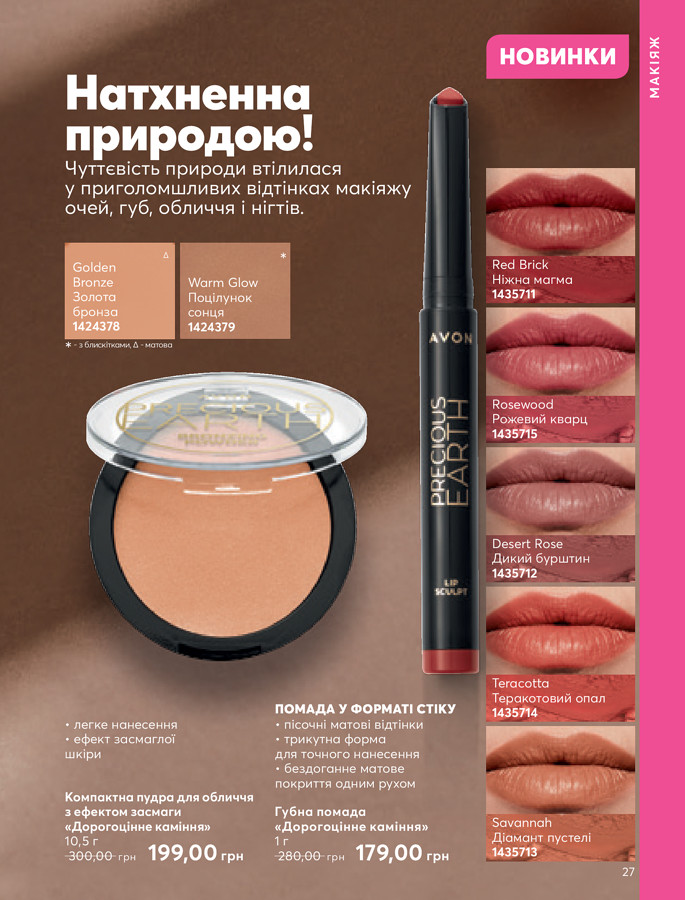 НОВИНКИ
МАКІЯЖ
Натхненна
природою!
Чуттєвість природи втілилася
у приголомшливих відтінках макіяжу
очей, губ, обличчя і нігтів.
Golden
Bronze
Золота
бронза
1424378
Δ
Warm Glow
Поцілунок
сонця
1424379
*
* - з блискітками, Δ - матова
PRECIOUS
EARTH
BRONZING
POWDER
AVON
PRECIOUS
EARTH
LIP
SCULPT
Red Brick
Ніжна магма
1435711
Rosewood
Рожевий кварц
1435715
Desert Rose
Дикий бурштин
1435712
Teracotta
Теракотовий опал
1435714
Savannah
Діамант пустелі
1435713
• легке нанесення
• ефект засмаглої
шкіри
Компактна пудра для обличчя
з ефектом засмаги
«Дорогоцінне каміння»
10,5 г
300,00 грн 199,00 грн
ПОМАДА У ФОРМАТІ СТІКУ
• пісочні матові відтінки
• трикутна форма
для точного нанесення
• бездоганне матове
покриття одним рухом
Губна помада
«Дорогоцінне каміння»
1 г
280,00 грн 179,00 грн
27